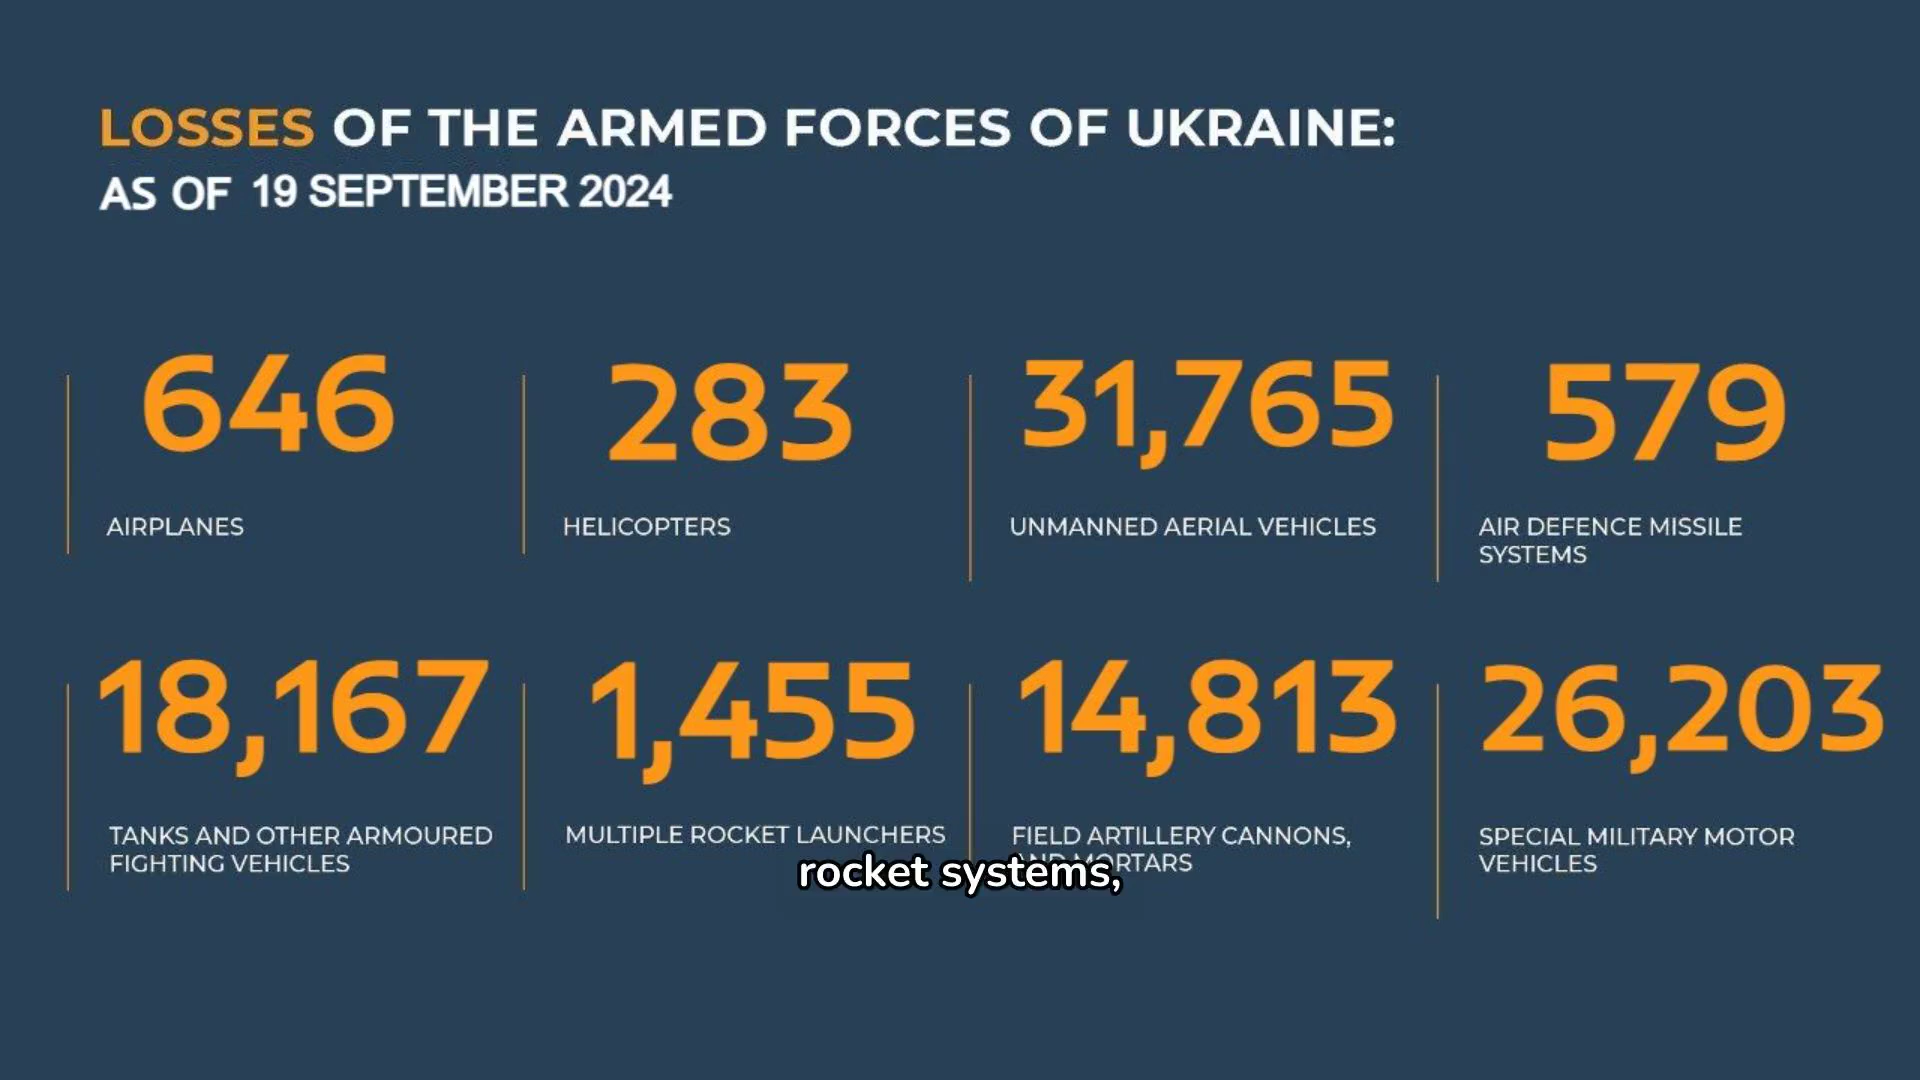 LOSSES OF THE ARMED FORCES OF UKRAINE:
AS OF 19 SEPTEMBER 2024
646
283
31,765
579
AIRPLANES
HELICOPTERS
UNMANNED AERIAL VEHICLES
AIR DEFENCE MISSILE
SYSTEMS
18,167
1,455
14,813
26,203
TANKS AND OTHER ARMOURED
FIGHTING VEHICLES
MULTIPLE ROCKET LAUNCHERS
FIELD ARTILLERY CANNONS,
AND MORTARS
SPECIAL MILITARY MOTOR
VEHICLES
rocket systems,